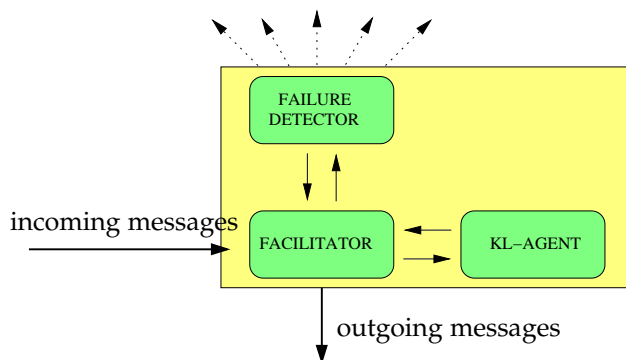 FAILURE
DETECTOR
incoming messages
FACILITATOR
KL−AGENT
outgoing messages